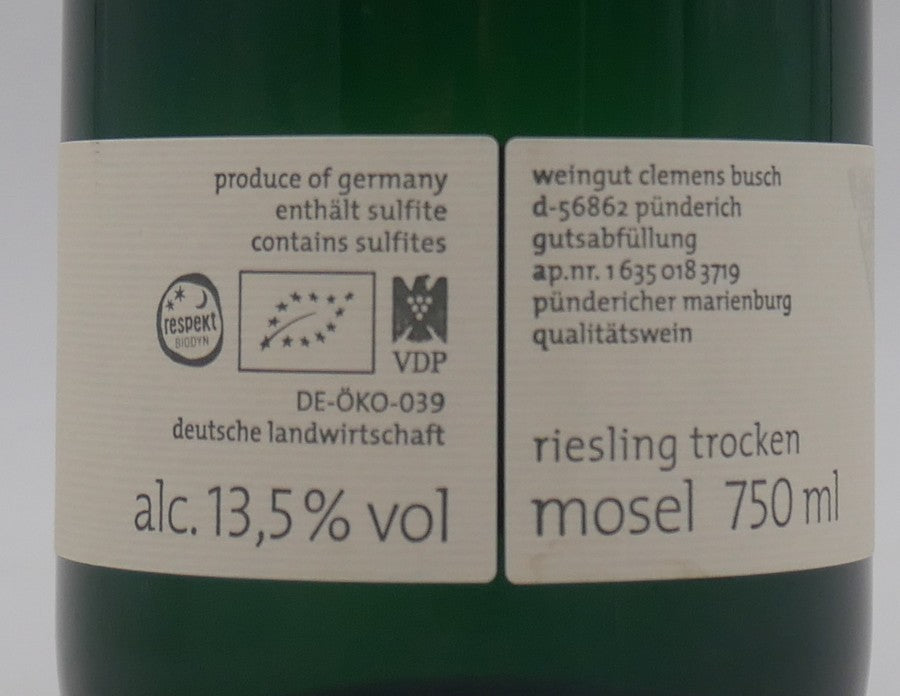 produce of germany
enthält sulfite
contains sulfites
respekt
BIODYN
VDP
DE-ÖKO-039
deutsche landwirtschaft
alc. 13,5% vol
weingut clemens busch
d-56862 pünderich
gutsabfüllung
ap.nr. 1 635 018 3719
pündericher marienburg
qualitätswein
riesling trocken
mosel 750 ml